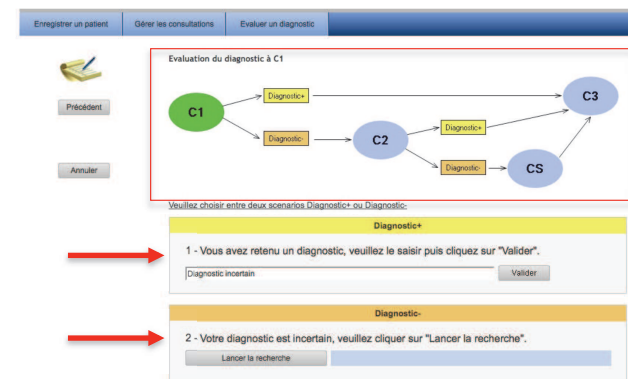 Enregistrer un patient Gérer les consultations Evaluer un diagnostic
Evaluation du diagnostic à C1
Précédent
Annuler
C1
Diagnostic+
Diagnostic-
C2
Diagnostic+
Diagnostic-
C3
CS
Veuillez choisir entre deux scenarios Diagnostic+ ou Diagnostic-
Diagnostic+
1 - Vous avez retenu un diagnostic, veuillez le saisir puis cliquez sur "Valider".
Diagnostic incertain Valider
Diagnostic-
2 - Votre diagnostic est incertain, veuillez cliquer sur "Lancer la recherche".
Lancer la recherche